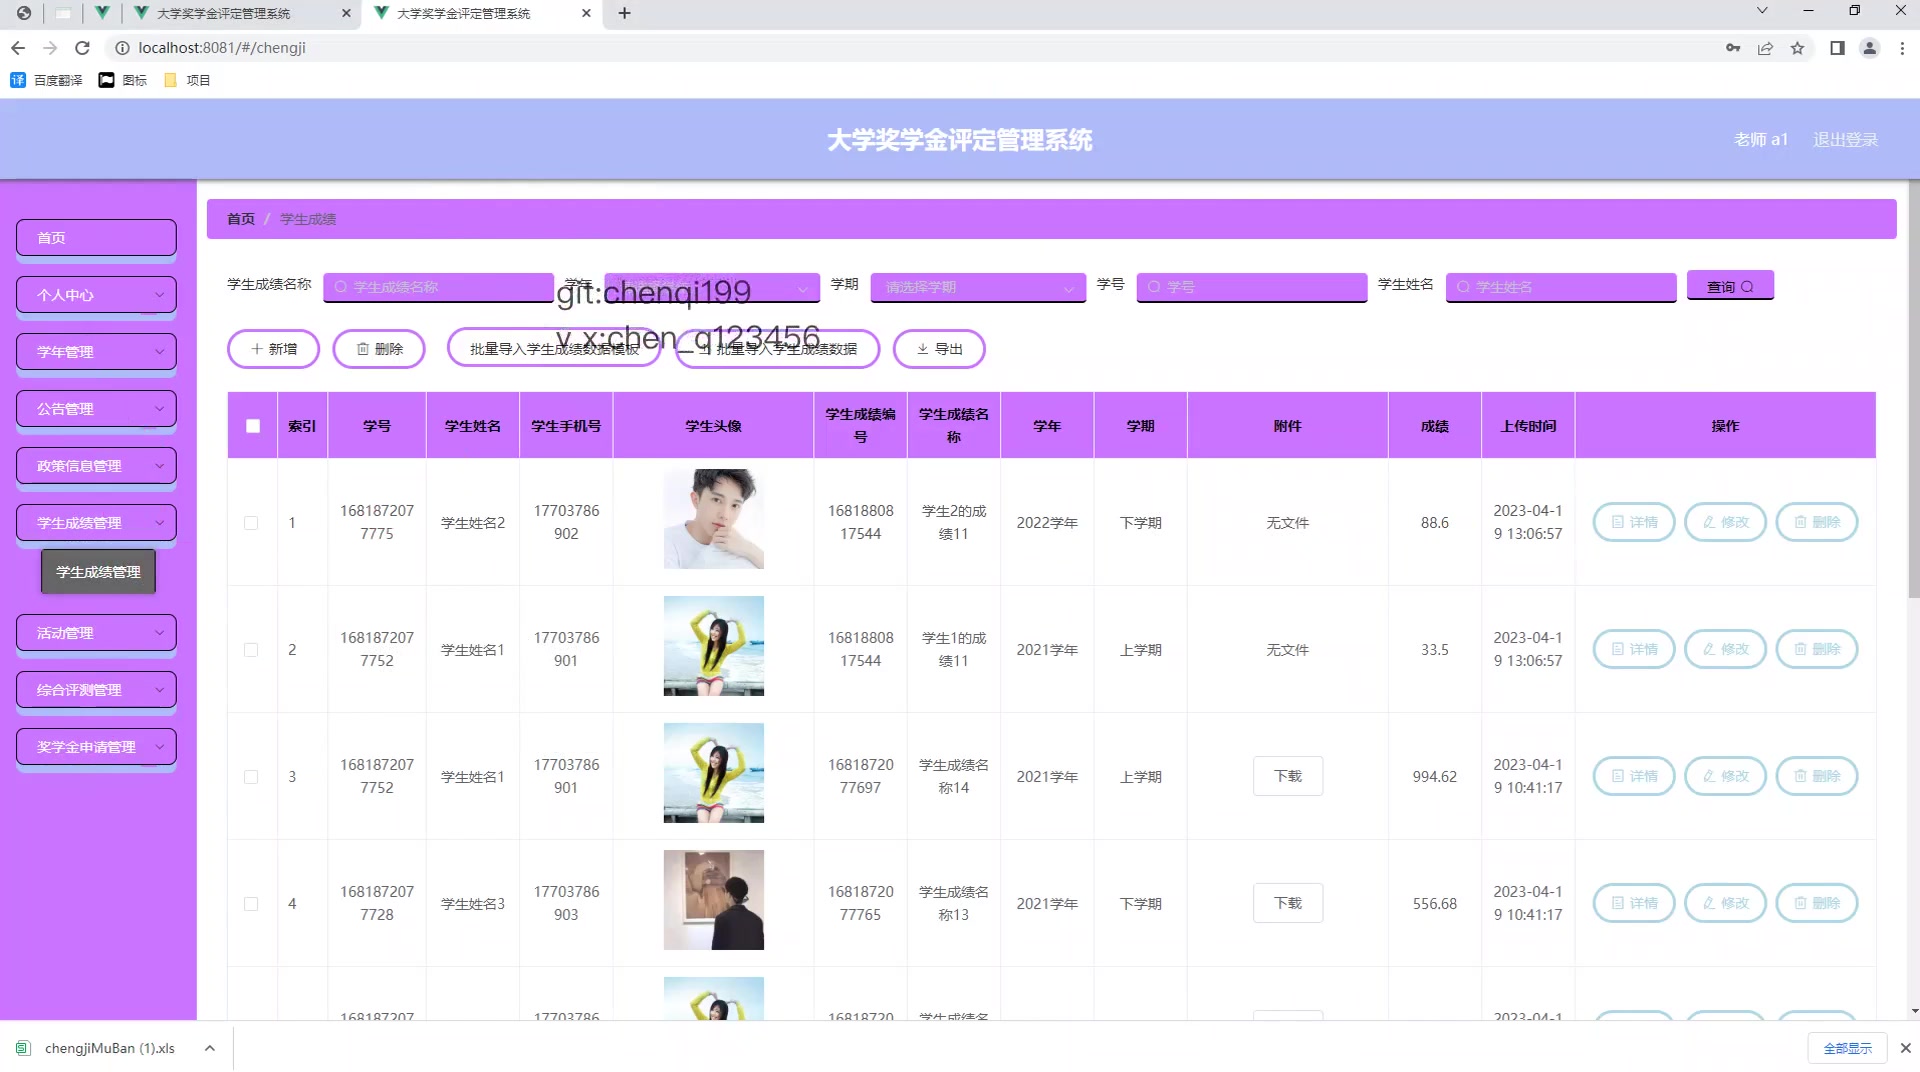 大学奖学金评定管理系统
大学奖学金评定管理系统
localhost:8081/#/chengji
百度翻译 图标 项目
大学奖学金评定管理系统
老师 a1 退出登录
首页
个人中心
学年管理
公告管理
政策信息管理
学生成绩管理
学生成绩管理
活动管理
综合评测管理
奖学金申请管理
首页 / 学生成绩
学生成绩名称 学生成绩名称 学年 学期 请选择学期 学号 学号 学生姓名 学生姓名 查询
git:chenqi199
v_x:chen_q123456
新增 删除 批量导入学生成绩数据模板 批量导入学生成绩数据 导出
索引 学号 学生姓名 学生手机号 学生头像 学生成绩编号 学生成绩名称 学年 学期 附件 成绩 上传时间 操作
1 1681872077775 学生姓名2 17703786902 1681880817544 学生2的成绩11 2022学年 下学期 无文件 88.6 2023-04-19 13:06:57 详情 修改 删除
2 1681872077752 学生姓名1 17703786901 1681880817544 学生1的成绩11 2021学年 上学期 无文件 33.5 2023-04-19 13:06:57 详情 修改 删除
3 1681872077752 学生姓名1 17703786901 1681872077697 学生成绩名称14 2021学年 上学期 下载 994.62 2023-04-19 10:41:17 详情 修改 删除
4 1681872077728 学生姓名3 17703786903 1681872077765 学生成绩名称13 2021学年 下学期 下载 556.68 2023-04-19 10:41:17 详情 修改 删除
168187207 17703786 16818720 学生成绩名 2023-04-1
chengjiMuBan (1).xls
全部显示